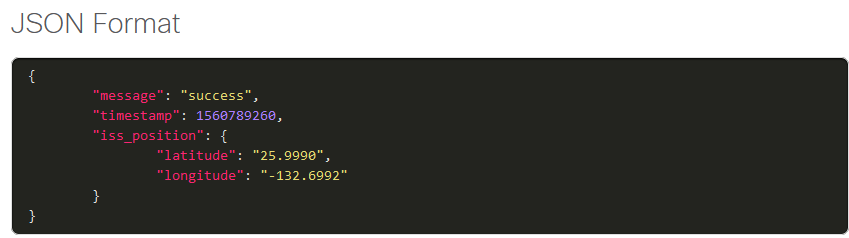 JSON Format
{
"message": "success",
"timestamp": 1560789260,
"iss_position": {
"latitude": "25.9990",
"longitude": "-132.6992"
}
}